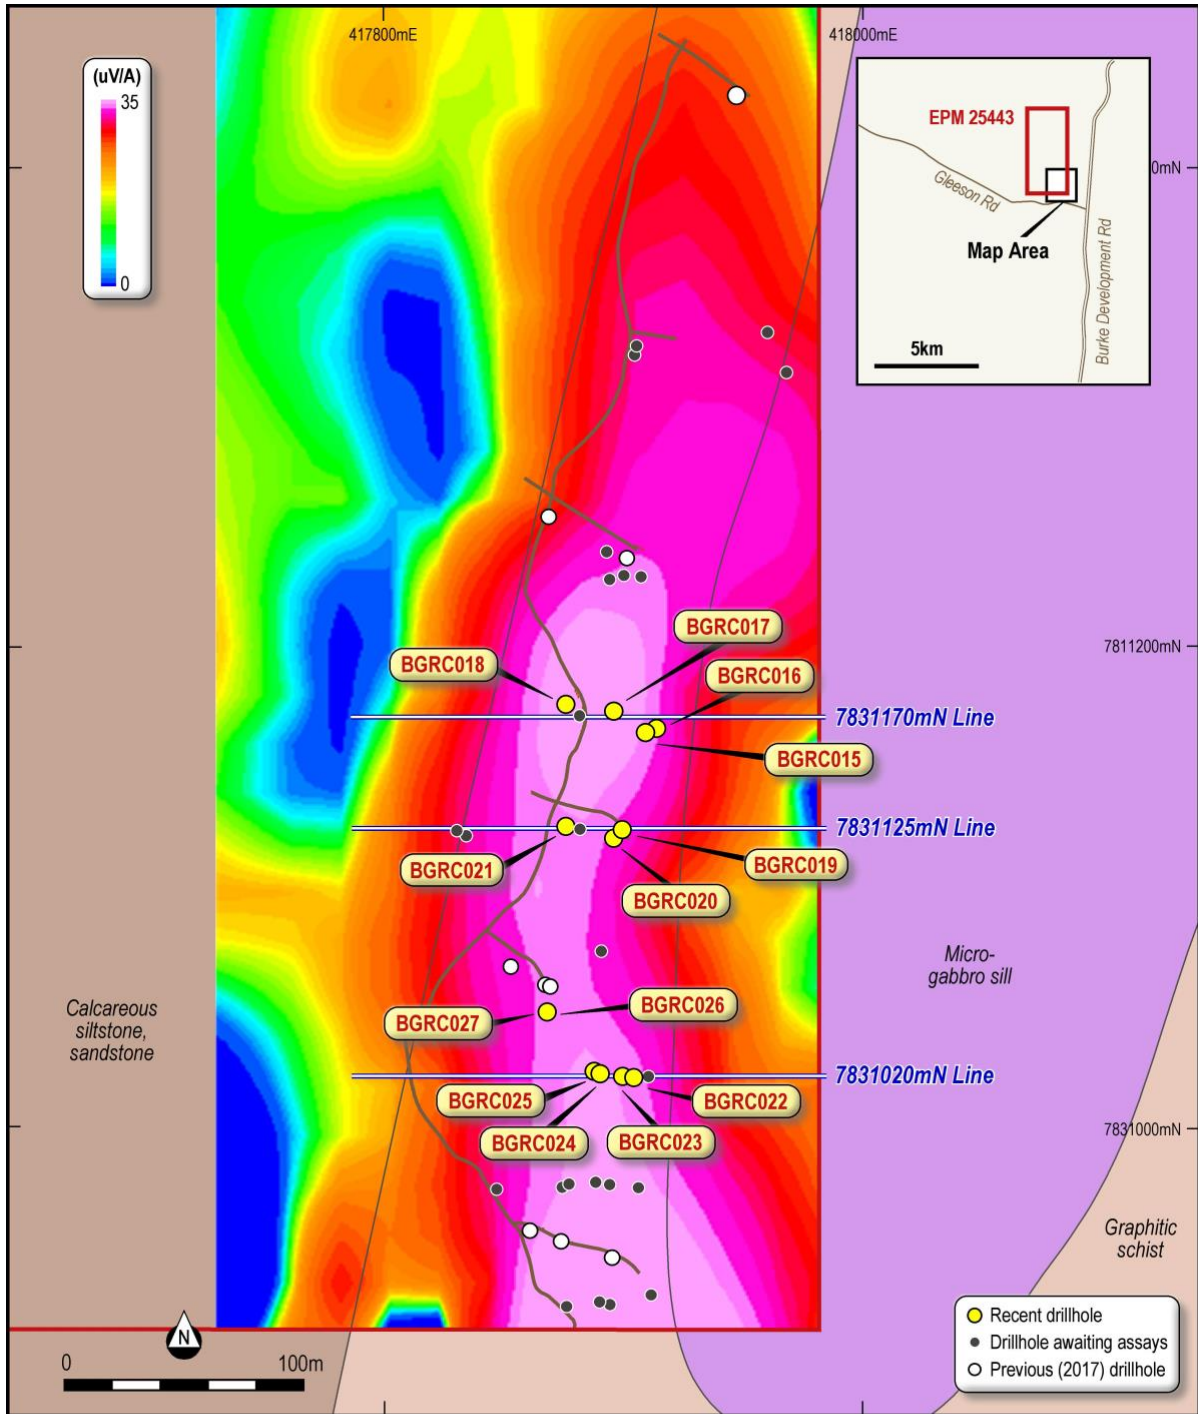 417800mE
418000mE
(uV/A)
35
0
EPM 25443
0mN
Gleeson Rd
Map Area
Burke Development Rd
5km
BGRC017
BGRC018
7811200mN
BGRC016
7831170mN Line
BGRC015
7831125mN Line
BGRC021
BGRC019
BGRC020
Micro-
gabbro sill
Calcareous
siltstone,
sandstone
BGRC026
BGRC027
7831020mN Line
BGRC025
BGRC022
BGRC024
BGRC023
7831000mN
Graphitic
schist
N
0
100m
Recent drillhole
Drillhole awaiting assays
Previous (2017) drillhole